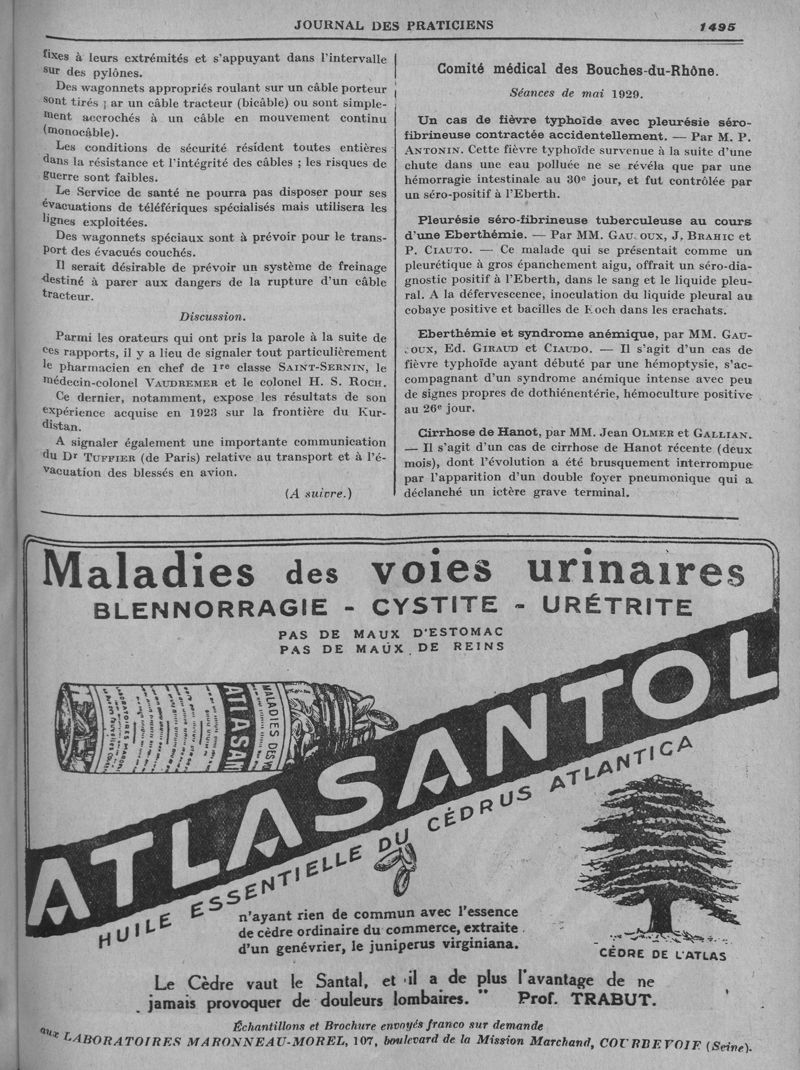 JOURNAL DES PRATICIENS
1495
fixes à leurs extrémités et s'appuyant dans l'intervalle
sur des pylônes.
Des wagonnets appropriés roulant sur un câble porteur
sont tirés ; ar un câble tracteur (bicâble) ou sont simple-
ment accrochés à un câble en mouvement continu
(monocâble).
Les conditions de sécurité résident toutes entières
dans la résistance et l'intégrité des câbles ; les risques de
guerre sont faibles.
Le Service de santé ne pourra pas disposer pour ses
évacuations de téléfériques spécialisés mais utilisera les
lignes exploitées.
Des wagonnets spéciaux sont à prévoir pour le trans-
port des évacués couchés.
Il serait désirable de prévoir un système de freinage
destiné à parer aux dangers de la rupture d'un câble
tracteur.
Discussion.
Parmi les orateurs qui ont pris la parole à la suite de
ces rapports, il y a lieu de signaler tout particulièrement
le pharmacien en chef de 1re classe SAINT-SERNIN, le
médecin-colonel VAUDREMER et le colonel H. S. ROCH.
Ce dernier, notamment, expose les résultats de son
expérience acquise en 1923 sur la frontière du Kur-
distan.
A signaler également une importante communication
du Dr TUFFIER (de Paris) relative au transport et à l'é-
vacuation des blessés en avion.
(A suivre.)
Comité médical des Bouches-du-Rhône.
Séances de mai 1929.
Un cas de fièvre typhoïde avec pleurésie séro-
fibrineuse contractée accidentellement. — Par M. P.
ANTONIN. Cette fièvre typhoïde survenue à la suite d'une
chute dans une eau polluée ne se révéla que par une
hémorragie intestinale au 30e jour, et fut contrôlée par
un séro-positif à l'Eberth.
Pleurésie séro-fibrineuse tuberculeuse au cours
d'une Eberthémie. — Par MM. GAU. OUX, J. BRAHIC et
P. CIAUTO. — Ce malade qui se présentait comme un
pleurétique à gros épanchement aigu, offrait un séro-dia-
gnostic positif à l'Eberth, dans le sang et le liquide pleu-
ral. A la défervescence, inoculation du liquide pleural au
cobaye positive et bacilles de Koch dans les crachats.
Eberthémie et syndrome anémique, par MM. GAU-
OUX, Ed. GIRAUD et CIAUDO. — Il s'agit d'un cas de
fièvre typhoïde ayant débuté par une hémoptysie, s'ac-
compagnant d'un syndrome anémique intense avec peu
de signes propres de dothiénentérie, hémoculture positive
au 26e jour.
Cirrhose de Hanot, par MM. Jean OLMER et GALLIAN.
— Il s'agit d'un cas de cirrhose de Hanot récente (deux
mois), dont l'évolution a été brusquement interrompue
par l'apparition d'un double foyer pneumonique qui a
déclanché un ictère grave terminal.
Maladies des voies urinaires
BLENNORRAGIE - CYSTITE - URÉTRITE
PAS DE MAUX D'ESTOMAC
PAS DE MAUX DE REINS
MALADIES DES V
ATLASAN
ATLASANTOL
HUILE ESSENTIELLE DU CÈDRUS ATLANTICA
n'ayant rien de commun avec l'essence
de cèdre ordinaire du commerce, extraite
d'un genévrier, le juniperus virginiana.
CÈDRE DE L'ATLAS
Le Cèdre vaut le Santal, et il a de plus l'avantage de ne
jamais provoquer de douleurs lombaires. " Prof. TRABUT.
Échantillons et Brochure envoyés franco sur demande
aux LABORATOIRES MARONNEAU-MOREL, 107, boulevard de la Mission Marchand, COURBEVOIE (Seine).